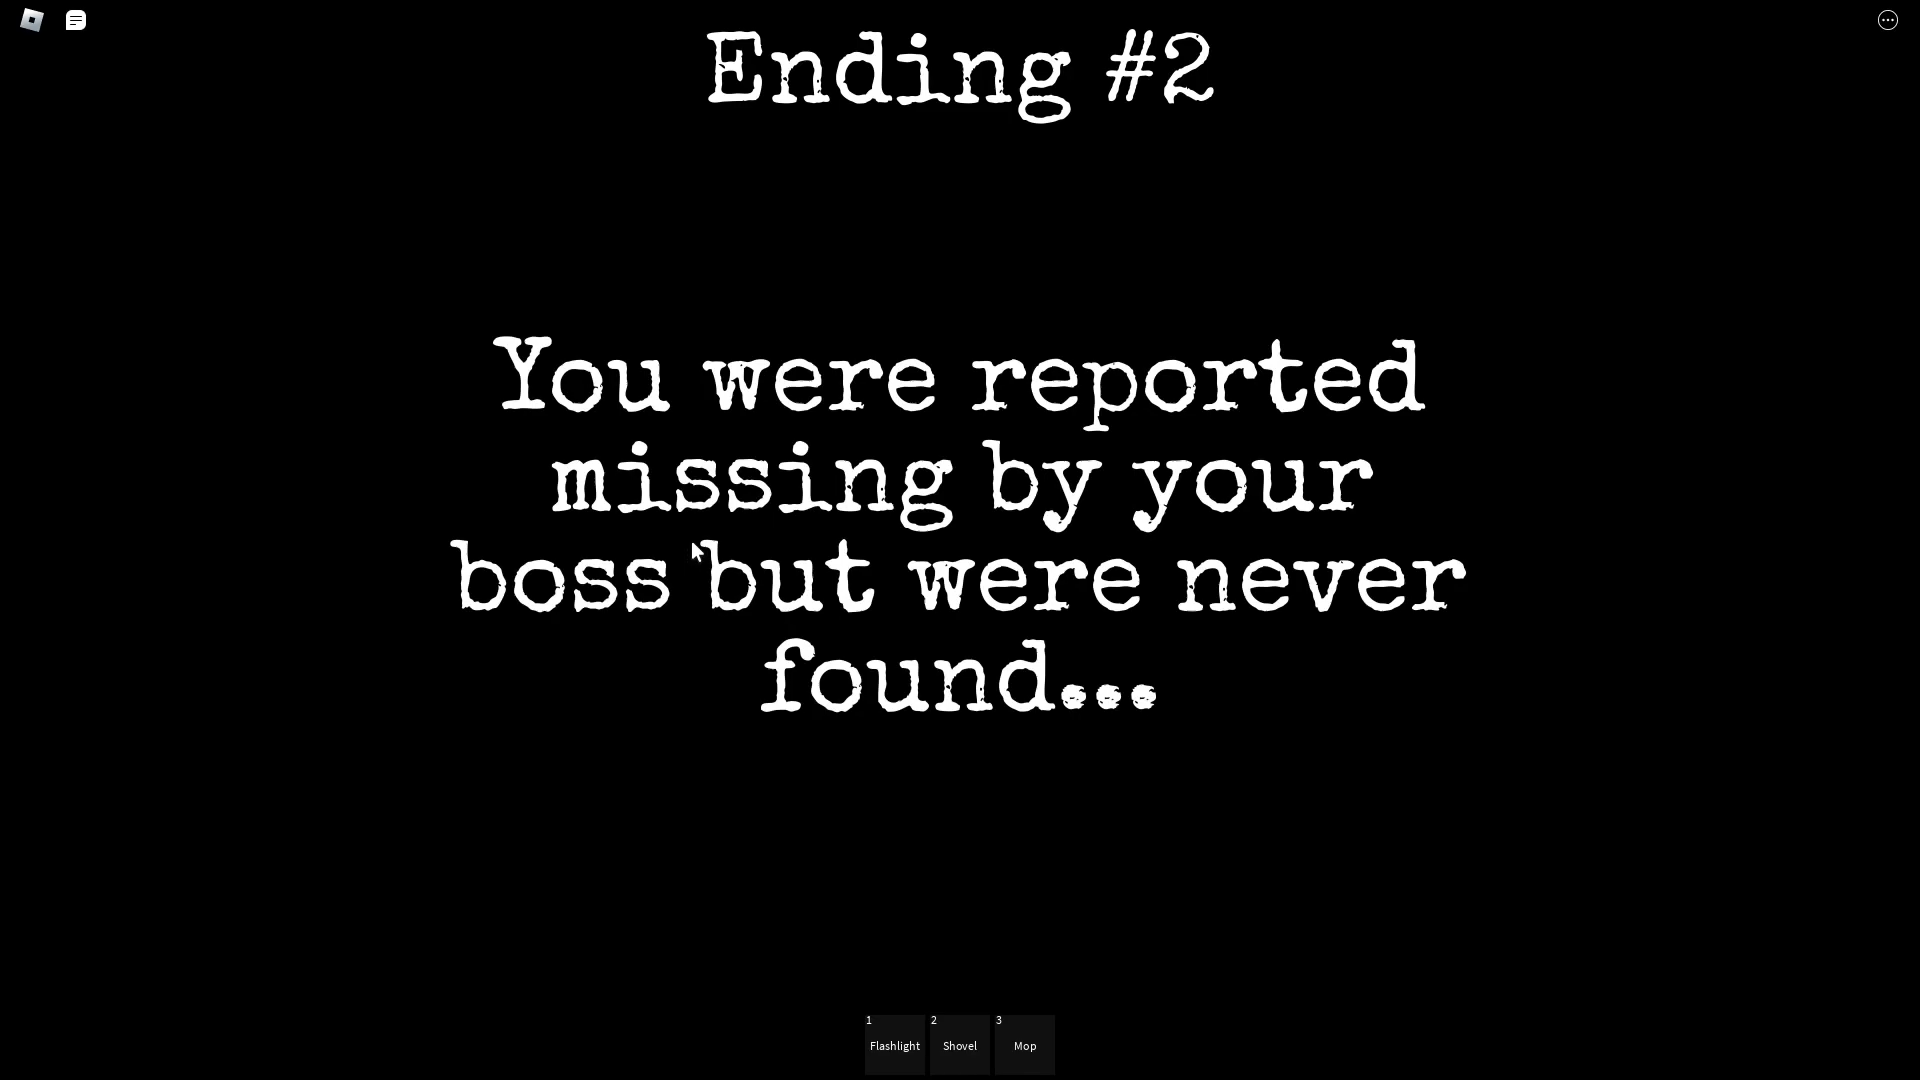 Ending #2
You were reported
missing by your
boss but were never
found...
1
Flashlight
2
Shovel
3
Mop